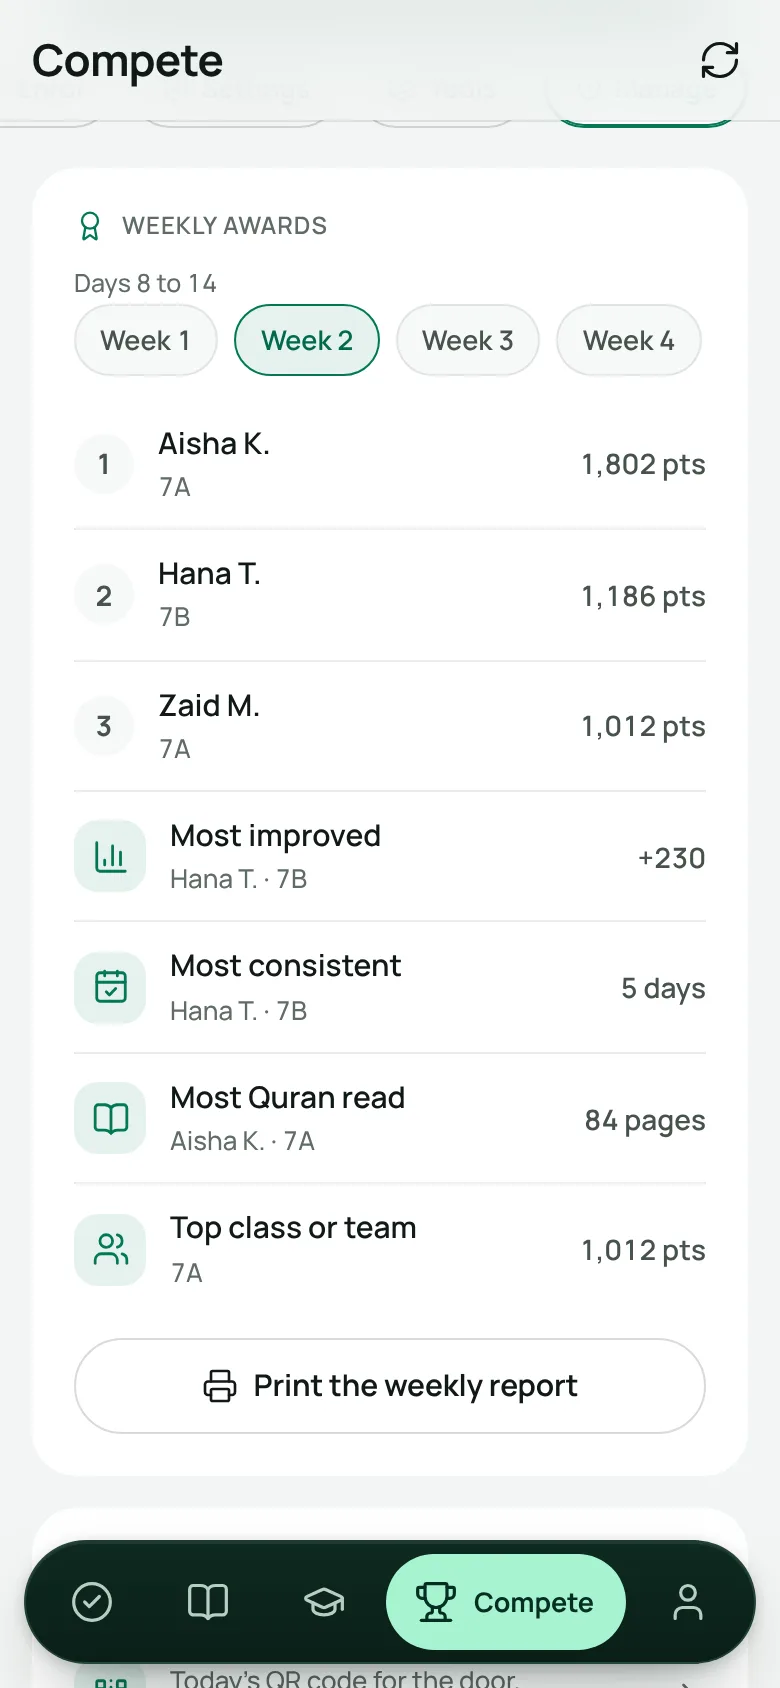 Compete
WEEKLY AWARDS
Days 8 to 14
Week 1
Week 2
Week 3
Week 4
1
Aisha K.
7A
1,802 pts
2
Hana T.
7B
1,186 pts
3
Zaid M.
7A
1,012 pts
Most improved
Hana T. · 7B
+230
Most consistent
Hana T. · 7B
5 days
Most Quran read
Aisha K. · 7A
84 pages
Top class or team
7A
1,012 pts
Print the weekly report
Compete
Today's QR code for the door.